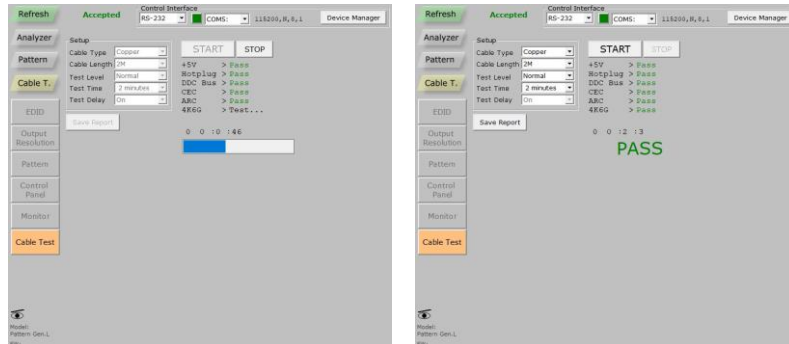 Refresh
Accepted
Control Interface
RS-232
COM5:
115200,N,8,1
Device Manager
Analyzer
Pattern
Cable T.
EDID
Output Resolution
Pattern
Control Panel
Monitor
Cable Test
Setup
Cable Type Copper
Cable Length 2M
Test Level Normal
Test Time 2 minutes
Test Delay On
Save Report
START STOP
+5V > Pass
Hotplug > Pass
DDC Bus > Pass
CEC > Pass
ARC > Pass
4K6G > Test...
0 0 :0 :46
Model:
Pattern Gen.L
Refresh
Accepted
Control Interface
RS-232
COM5:
115200,N,8,1
Device Manager
Analyzer
Pattern
Cable T.
EDID
Output Resolution
Pattern
Control Panel
Monitor
Cable Test
Setup
Cable Type Copper
Cable Length 2M
Test Level Normal
Test Time 2 minutes
Test Delay On
Save Report
START STOP
+5V > Pass
Hotplug > Pass
DDC Bus > Pass
CEC > Pass
ARC > Pass
4K6G > Pass
0 0 :2 :3
PASS
Model:
Pattern Gen.L